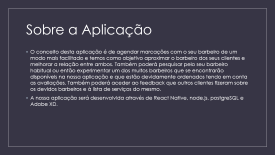 Sobre a Aplicação
O conceito desta aplicação é de agendar marcações com o seu barbeiro de um
modo mais facilitado e temos como objetivo aproximar o barbeiro dos seus clientes e
melhorar a relação entre ambos. Também poderá pesquisar pelo seu barbeiro
habitual ou então experimentar um dos muitos barbeiros que se encontrarão
disponíveis na nossa aplicação e que estão devidamente ordenados tendo em conta
as avaliações. Também poderá aceder ao feedback que outros clientes fizeram sobre
os devidos barbeiros e à lista de serviços do mesmo.
A nossa aplicação será desenvolvida através de React Native, node.js, postgreSQL e
Adobe XD.